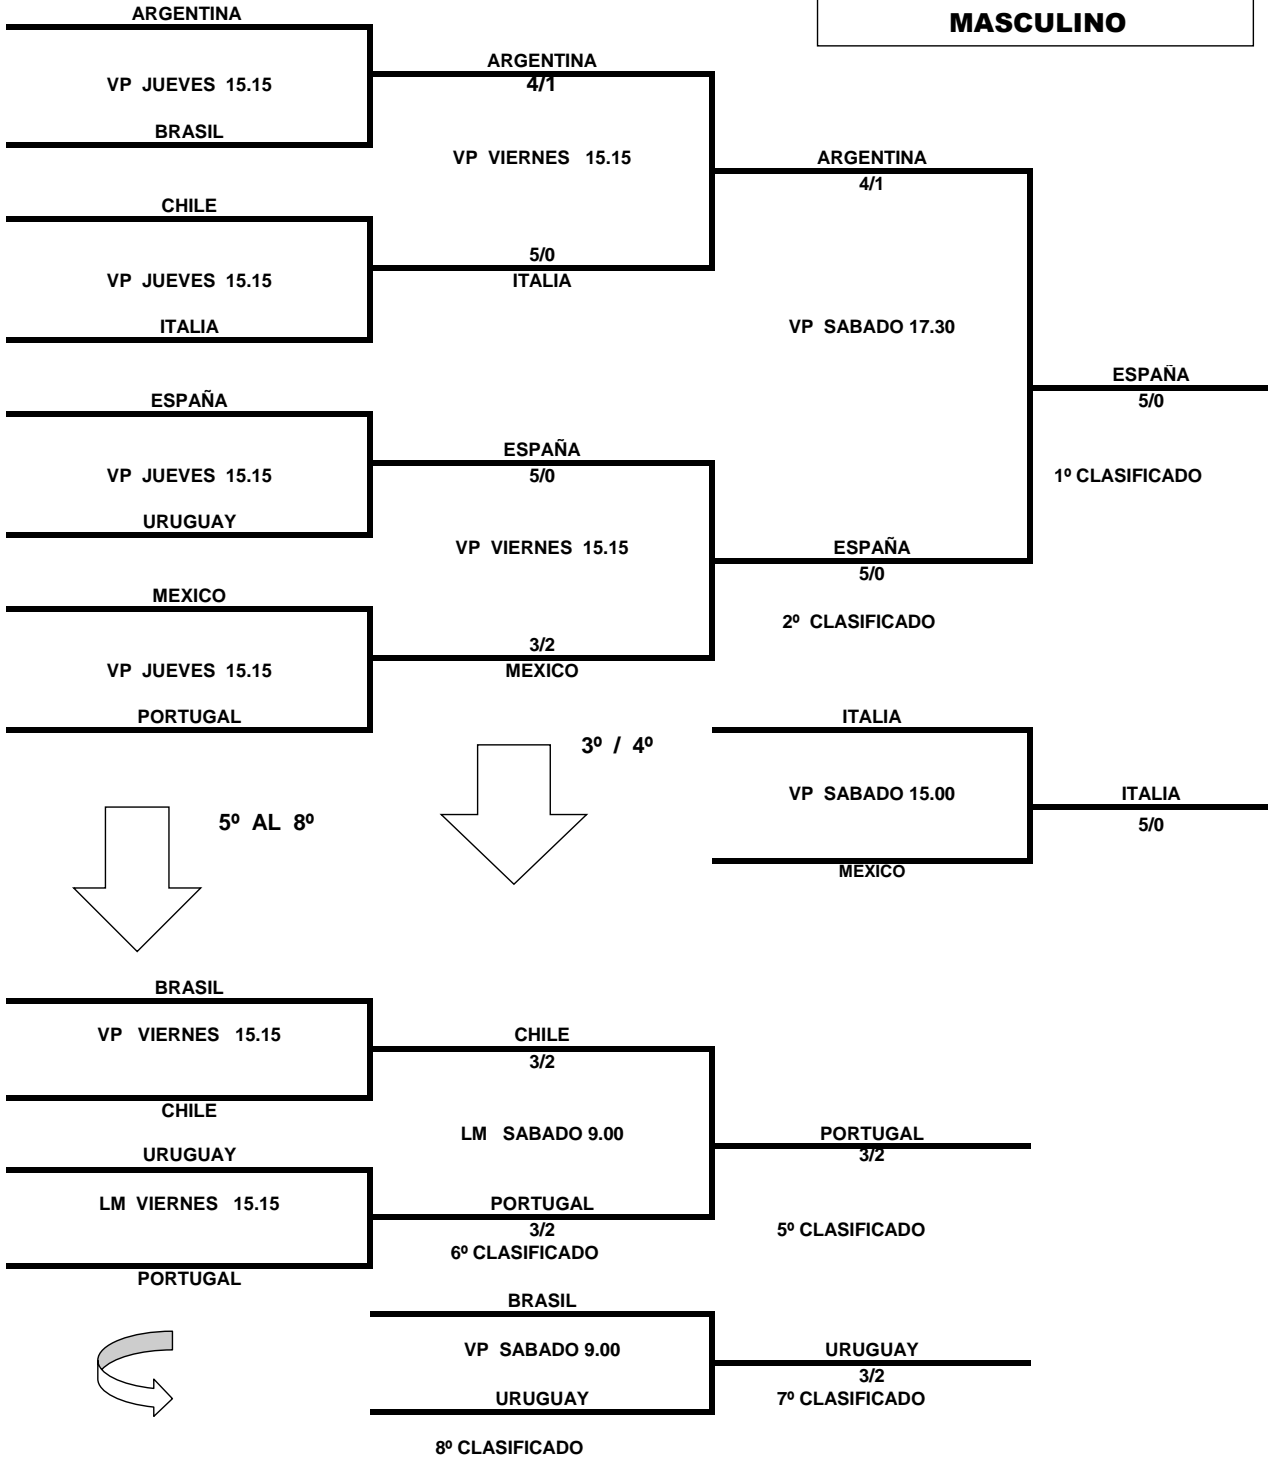 MASCULINO
ARGENTINA
VP JUEVES 15.15
BRASIL
CHILE
VP JUEVES 15.15
ITALIA
ESPAÑA
VP JUEVES 15.15
URUGUAY
MEXICO
VP JUEVES 15.15
PORTUGAL
ARGENTINA
4/1
VP VIERNES 15.15
5/0
ITALIA
ESPAÑA
5/0
VP VIERNES 15.15
3/2
MEXICO
ARGENTINA
4/1
VP SABADO 17.30
ESPAÑA
5/0
2º CLASIFICADO
ESPAÑA
5/0
1º CLASIFICADO
3º / 4º
ITALIA
VP SABADO 15.00
MEXICO
ITALIA
5/0
5º AL 8º
BRASIL
VP VIERNES 15.15
CHILE
URUGUAY
LM VIERNES 15.15
PORTUGAL
CHILE
3/2
LM SABADO 9.00
PORTUGAL
3/2
6º CLASIFICADO
PORTUGAL
3/2
5º CLASIFICADO
BRASIL
VP SABADO 9.00
URUGUAY
8º CLASIFICADO
URUGUAY
3/2
7º CLASIFICADO